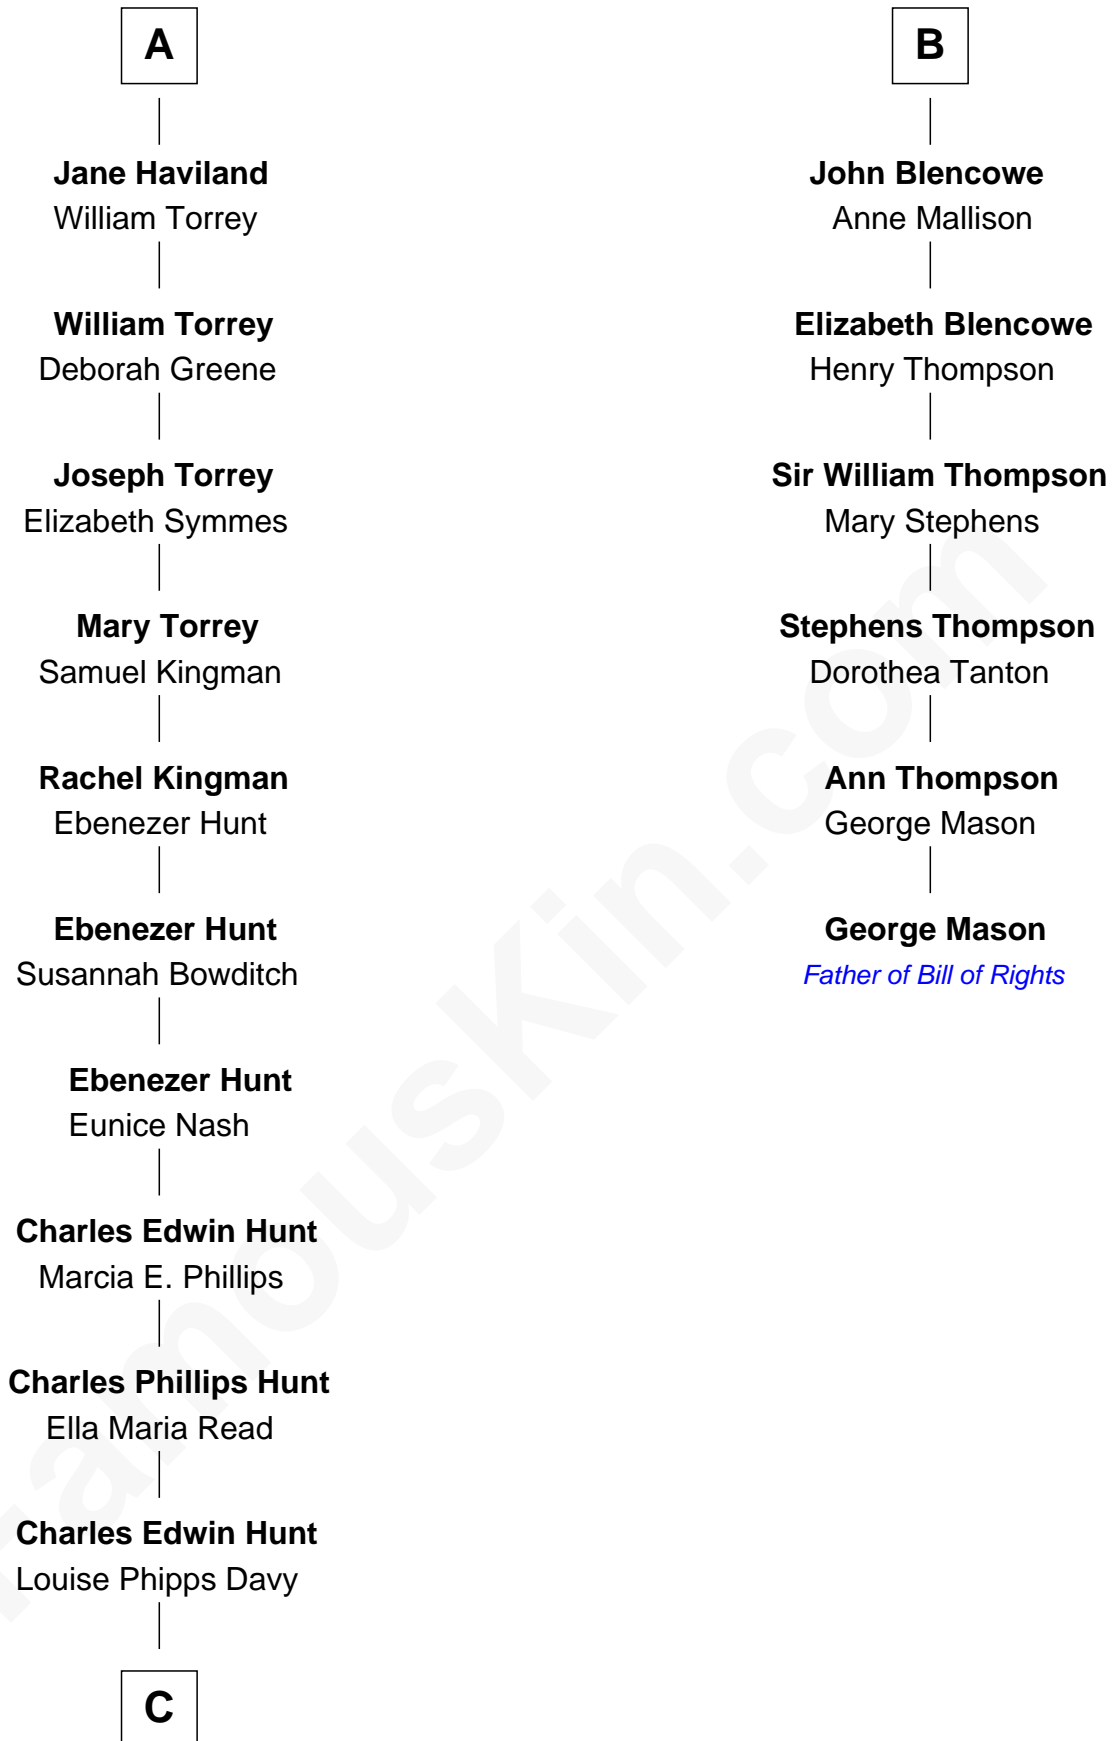 A
Jane Haviland
William Torrey
William Torrey
Deborah Greene
Joseph Torrey
Elizabeth Symmes
Mary Torrey
Samuel Kingman
Rachel Kingman
Ebenezer Hunt
Ebenezer Hunt
Susannah Bowditch
Ebenezer Hunt
Eunice Nash
Charles Edwin Hunt
Marcia E. Phillips
Charles Phillips Hunt
Ella Maria Read
Charles Edwin Hunt
Louise Phipps Davy
C
B
John Blencowe
Anne Mallison
Elizabeth Blencowe
Henry Thompson
Sir William Thompson
Mary Stephens
Stephens Thompson
Dorothea Tanton
Ann Thompson
George Mason
George Mason
Father of Bill of Rights
FamousKin.com